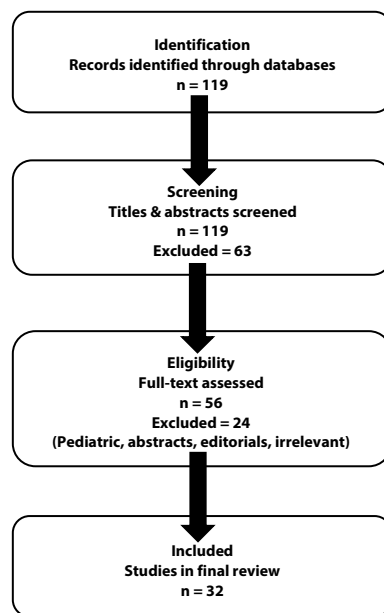 Identification
Records identified through databases
n = 119
Screening
Titles & abstracts screened
n = 119
Excluded = 63
Eligibility
Full-text assessed
n = 56
Excluded = 24
(Pediatric, abstracts, editorials, irrelevant)
Included
Studies in final review
n = 32